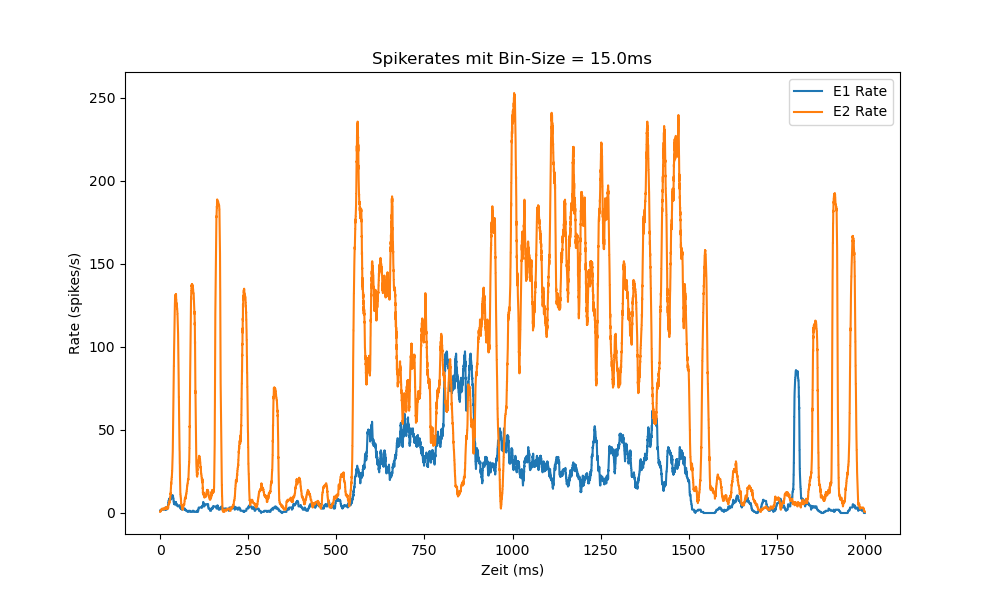 Spikerates mit Bin-Size = 15.0ms
E1 Rate
E2 Rate
Rate (spikes/s)
250
200
150
100
50
0
0 250 500 750 1000 1250 1500 1750 2000
Zeit (ms)